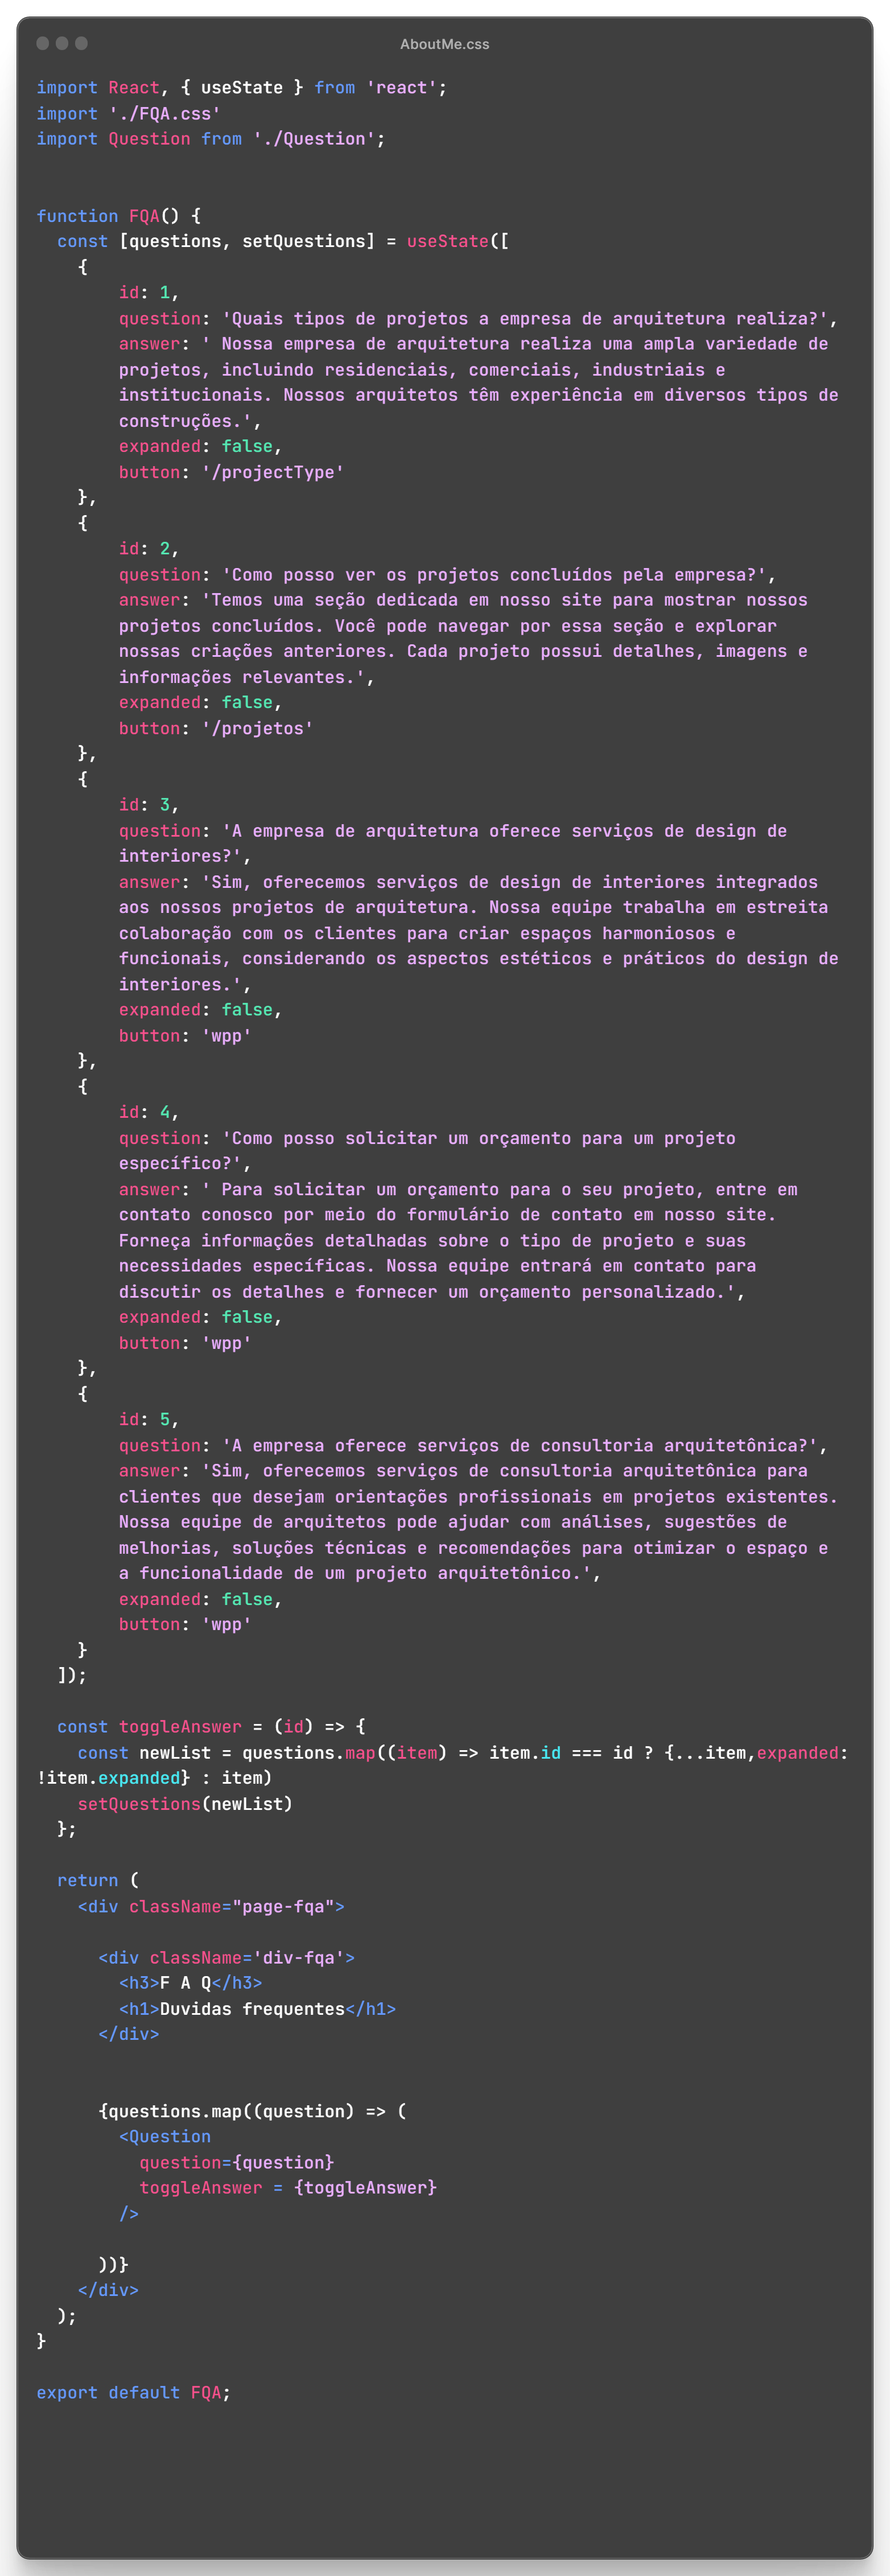 AboutMe.css
import React, { useState } from 'react';
import './FQA.css'
import Question from './Question';
function FQA() {
  const [questions, setQuestions] = useState([
    {
        id: 1,
        question: 'Quais tipos de projetos a empresa de arquitetura realiza?',
        answer: ' Nossa empresa de arquitetura realiza uma ampla variedade de
        projetos, incluindo residenciais, comerciais, industriais e
        institucionais. Nossos arquitetos têm experiência em diversos tipos de
        construções.',
        expanded: false,
        button: '/projectType'
    },
    {
        id: 2,
        question: 'Como posso ver os projetos concluídos pela empresa?',
        answer: 'Temos uma seção dedicada em nosso site para mostrar nossos
        projetos concluídos. Você pode navegar por essa seção e explorar
        nossas criações anteriores. Cada projeto possui detalhes, imagens e
        informações relevantes.',
        expanded: false,
        button: '/projetos'
    },
    {
        id: 3,
        question: 'A empresa de arquitetura oferece serviços de design de
        interiores?',
        answer: 'Sim, oferecemos serviços de design de interiores integrados
        aos nossos projetos de arquitetura. Nossa equipe trabalha em estreita
        colaboração com os clientes para criar espaços harmoniosos e
        funcionais, considerando os aspectos estéticos e práticos do design de
        interiores.',
        expanded: false,
        button: 'wpp'
    },
    {
        id: 4,
        question: 'Como posso solicitar um orçamento para um projeto
        específico?',
        answer: ' Para solicitar um orçamento para o seu projeto, entre em
        contato conosco por meio do formulário de contato em nosso site.
        Forneça informações detalhadas sobre o tipo de projeto e suas
        necessidades específicas. Nossa equipe entrará em contato para
        discutir os detalhes e fornecer um orçamento personalizado.',
        expanded: false,
        button: 'wpp'
    },
    {
        id: 5,
        question: 'A empresa oferece serviços de consultoria arquitetônica?',
        answer: 'Sim, oferecemos serviços de consultoria arquitetônica para
        clientes que desejam orientações profissionais em projetos existentes.
        Nossa equipe de arquitetos pode ajudar com análises, sugestões de
        melhorias, soluções técnicas e recomendações para otimizar o espaço e
        a funcionalidade de um projeto arquitetônico.',
        expanded: false,
        button: 'wpp'
    }
  ]);
  const toggleAnswer = (id) => {
    const newList = questions.map((item) => item.id === id ? {...item,expanded:
!item.expanded} : item)
    setQuestions(newList)
  };
  return (
    <div className="page-fqa">
      <div className='div-fqa'>
        <h3>F A Q</h3>
        <h1>Duvidas frequentes</h1>
      </div>
      {questions.map((question) => (
        <Question
          question={question}
          toggleAnswer = {toggleAnswer}
        />
      ))}
    </div>
  );
}
export default FQA;